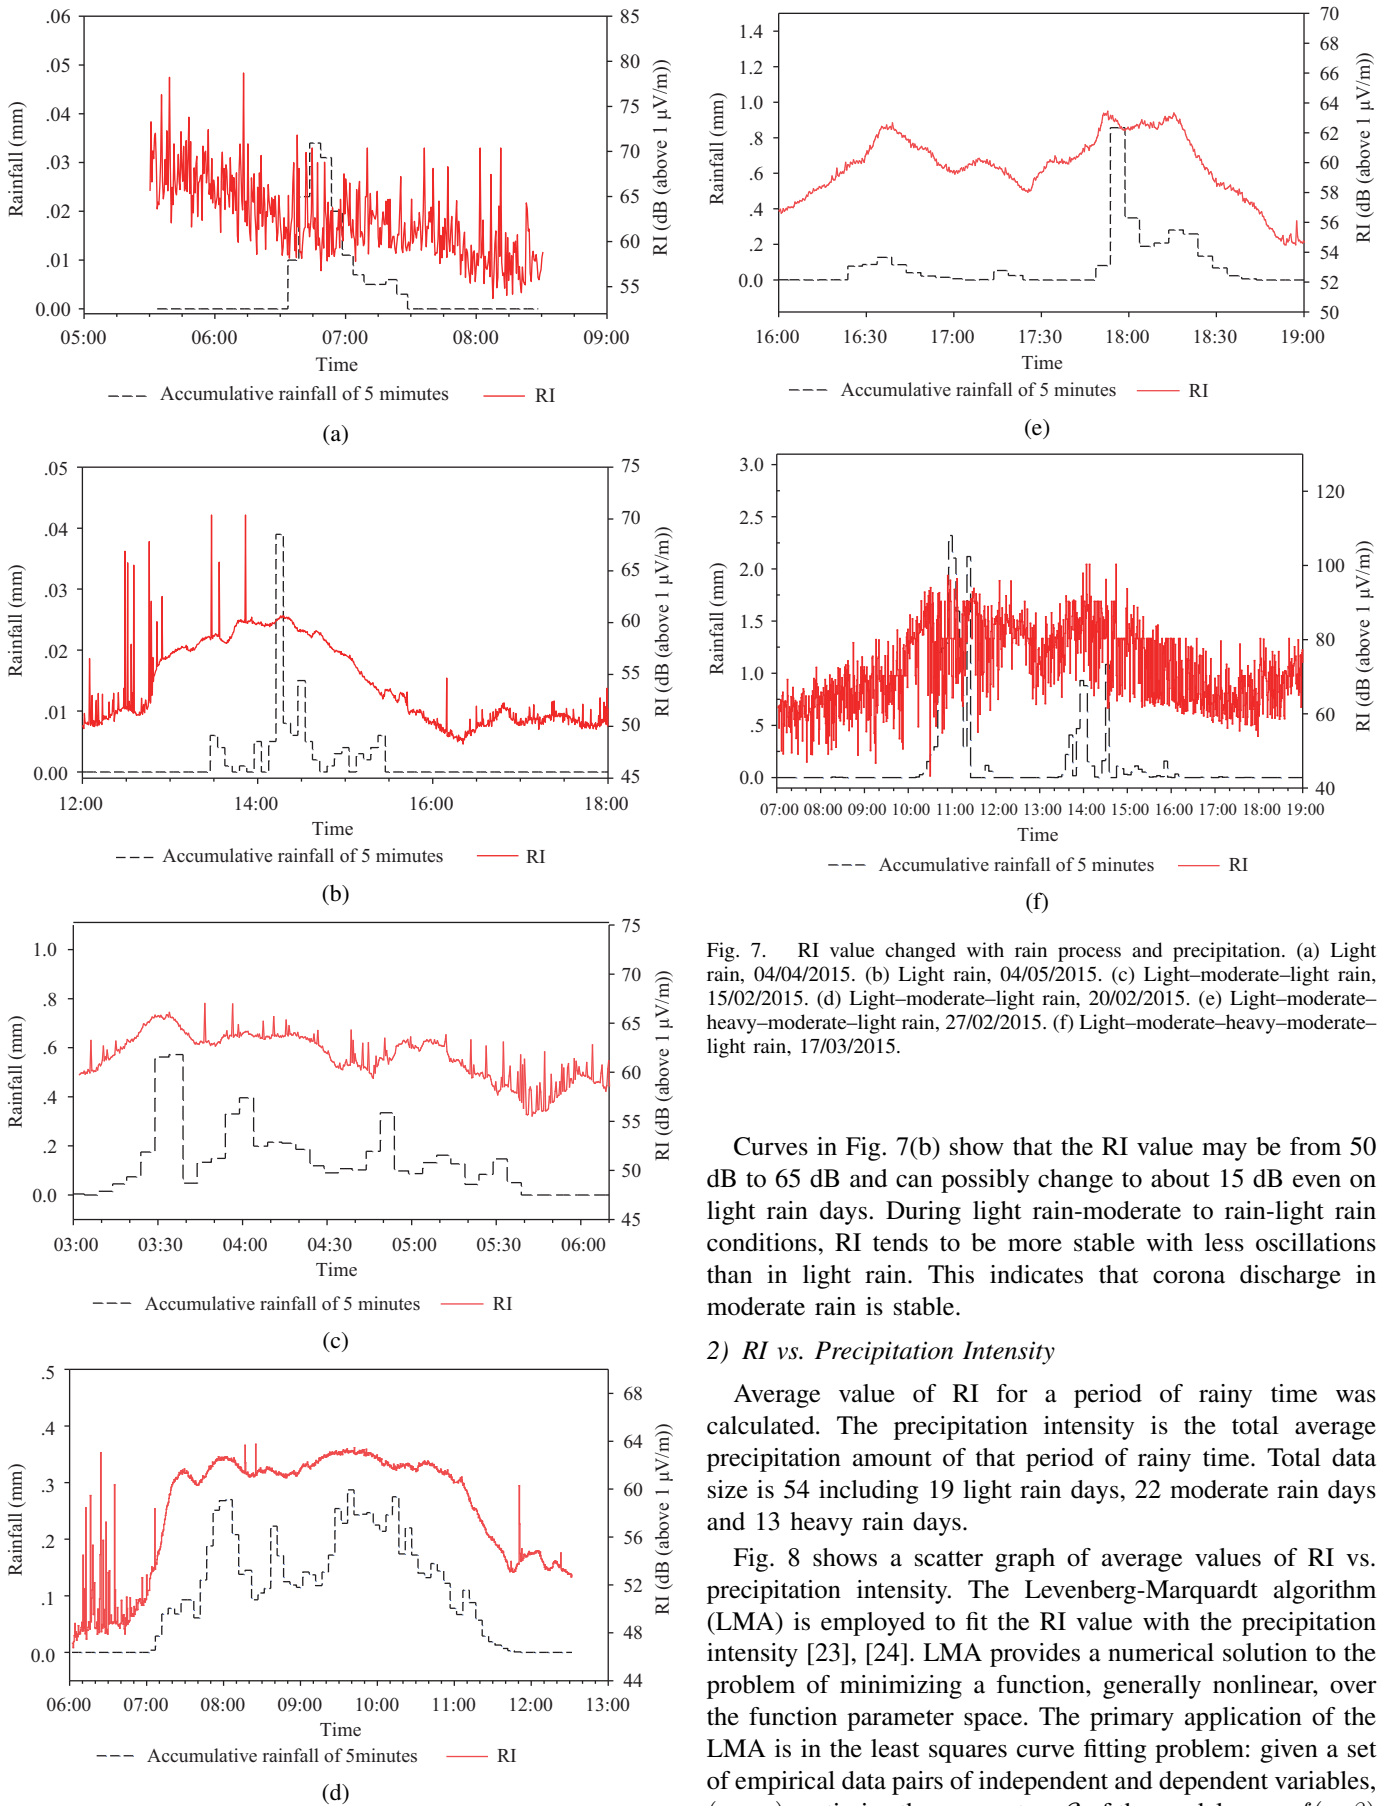 .06
.05
.04
.03
.02
.01
0.00
Rainfall (mm)
85
80
75
70
65
60
55
RI (dB (above 1 μV/m))
05:00 06:00 07:00 08:00 09:00
Time
Accumulative rainfall of 5 mimutes RI
(a)
.05
.04
.03
.02
.01
0.00
Rainfall (mm)
75
70
65
60
55
50
45
RI (dB (above 1 μV/m))
12:00 14:00 16:00 18:00
Time
Accumulative rainfall of 5 mimutes RI
(b)
1.0
.8
.6
.4
.2
0.0
Rainfall (mm)
75
70
65
60
55
50
45
RI (dB (above 1 μV/m))
03:00 03:30 04:00 04:30 05:00 05:30 06:00
Time
Accumulative rainfall of 5 minutes RI
(c)
.5
.4
.3
.2
.1
0.0
Rainfall (mm)
68
64
60
56
52
48
44
RI (dB (above 1 μV/m))
06:00 07:00 08:00 09:00 10:00 11:00 12:00 13:00
Time
Accumulative rainfall of 5minutes RI
(d)
1.4
1.2
1.0
.8
.6
.4
.2
0.0
Rainfall (mm)
70
68
66
64
62
60
58
56
54
52
50
RI (dB (above 1 μV/m))
16:00 16:30 17:00 17:30 18:00 18:30 19:00
Time
Accumulative rainfall of 5 mimutes RI
(e)
3.0
2.5
2.0
1.5
1.0
.5
0.0
Rainfall (mm)
120
100
80
60
40
RI (dB (above 1 μV/m))
07:00 08:00 09:00 10:00 11:00 12:00 13:00 14:00 15:00 16:00 17:00 18:00 19:00
Time
Accumulative rainfall of 5 mimutes RI
(f)
Fig. 7. RI value changed with rain process and precipitation. (a) Light
rain, 04/04/2015. (b) Light rain, 04/05/2015. (c) Light–moderate–light rain,
15/02/2015. (d) Light–moderate–light rain, 20/02/2015. (e) Light–moderate–
heavy–moderate–light rain, 27/02/2015. (f) Light–moderate–heavy–moderate–
light rain, 17/03/2015.
Curves in Fig. 7(b) show that the RI value may be from 50
dB to 65 dB and can possibly change to about 15 dB even on
light rain days. During light rain-moderate to rain-light rain
conditions, RI tends to be more stable with less oscillations
than in light rain. This indicates that corona discharge in
moderate rain is stable.
2) RI vs. Precipitation Intensity
Average value of RI for a period of rainy time was
calculated. The precipitation intensity is the total average
precipitation amount of that period of rainy time. Total data
size is 54 including 19 light rain days, 22 moderate rain days
and 13 heavy rain days.
Fig. 8 shows a scatter graph of average values of RI vs.
precipitation intensity. The Levenberg-Marquardt algorithm
(LMA) is employed to fit the RI value with the precipitation
intensity [23], [24]. LMA provides a numerical solution to the
problem of minimizing a function, generally nonlinear, over
the function parameter space. The primary application of the
LMA is in the least squares curve fitting problem: given a set
of empirical data pairs of independent and dependent variables,